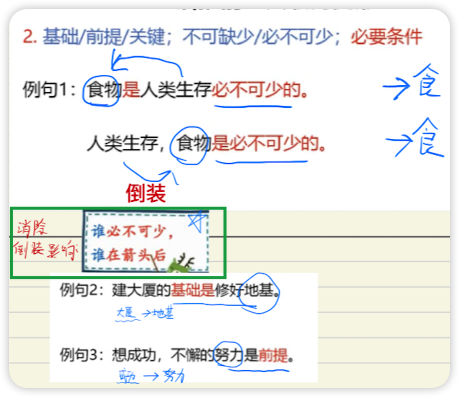 2. 基础/前提/关键；不可缺少/必不可少；必要条件
例句1：食物是人类生存必不可少的。 →食
人类生存，食物是必不可少的。 →食
倒装
消除
倒装影响
谁必不可少，
谁在箭头后
例句2：建大厦的基础是修好地基。
大厦→地基
例句3：想成功，不懈的努力是前提。
→努力